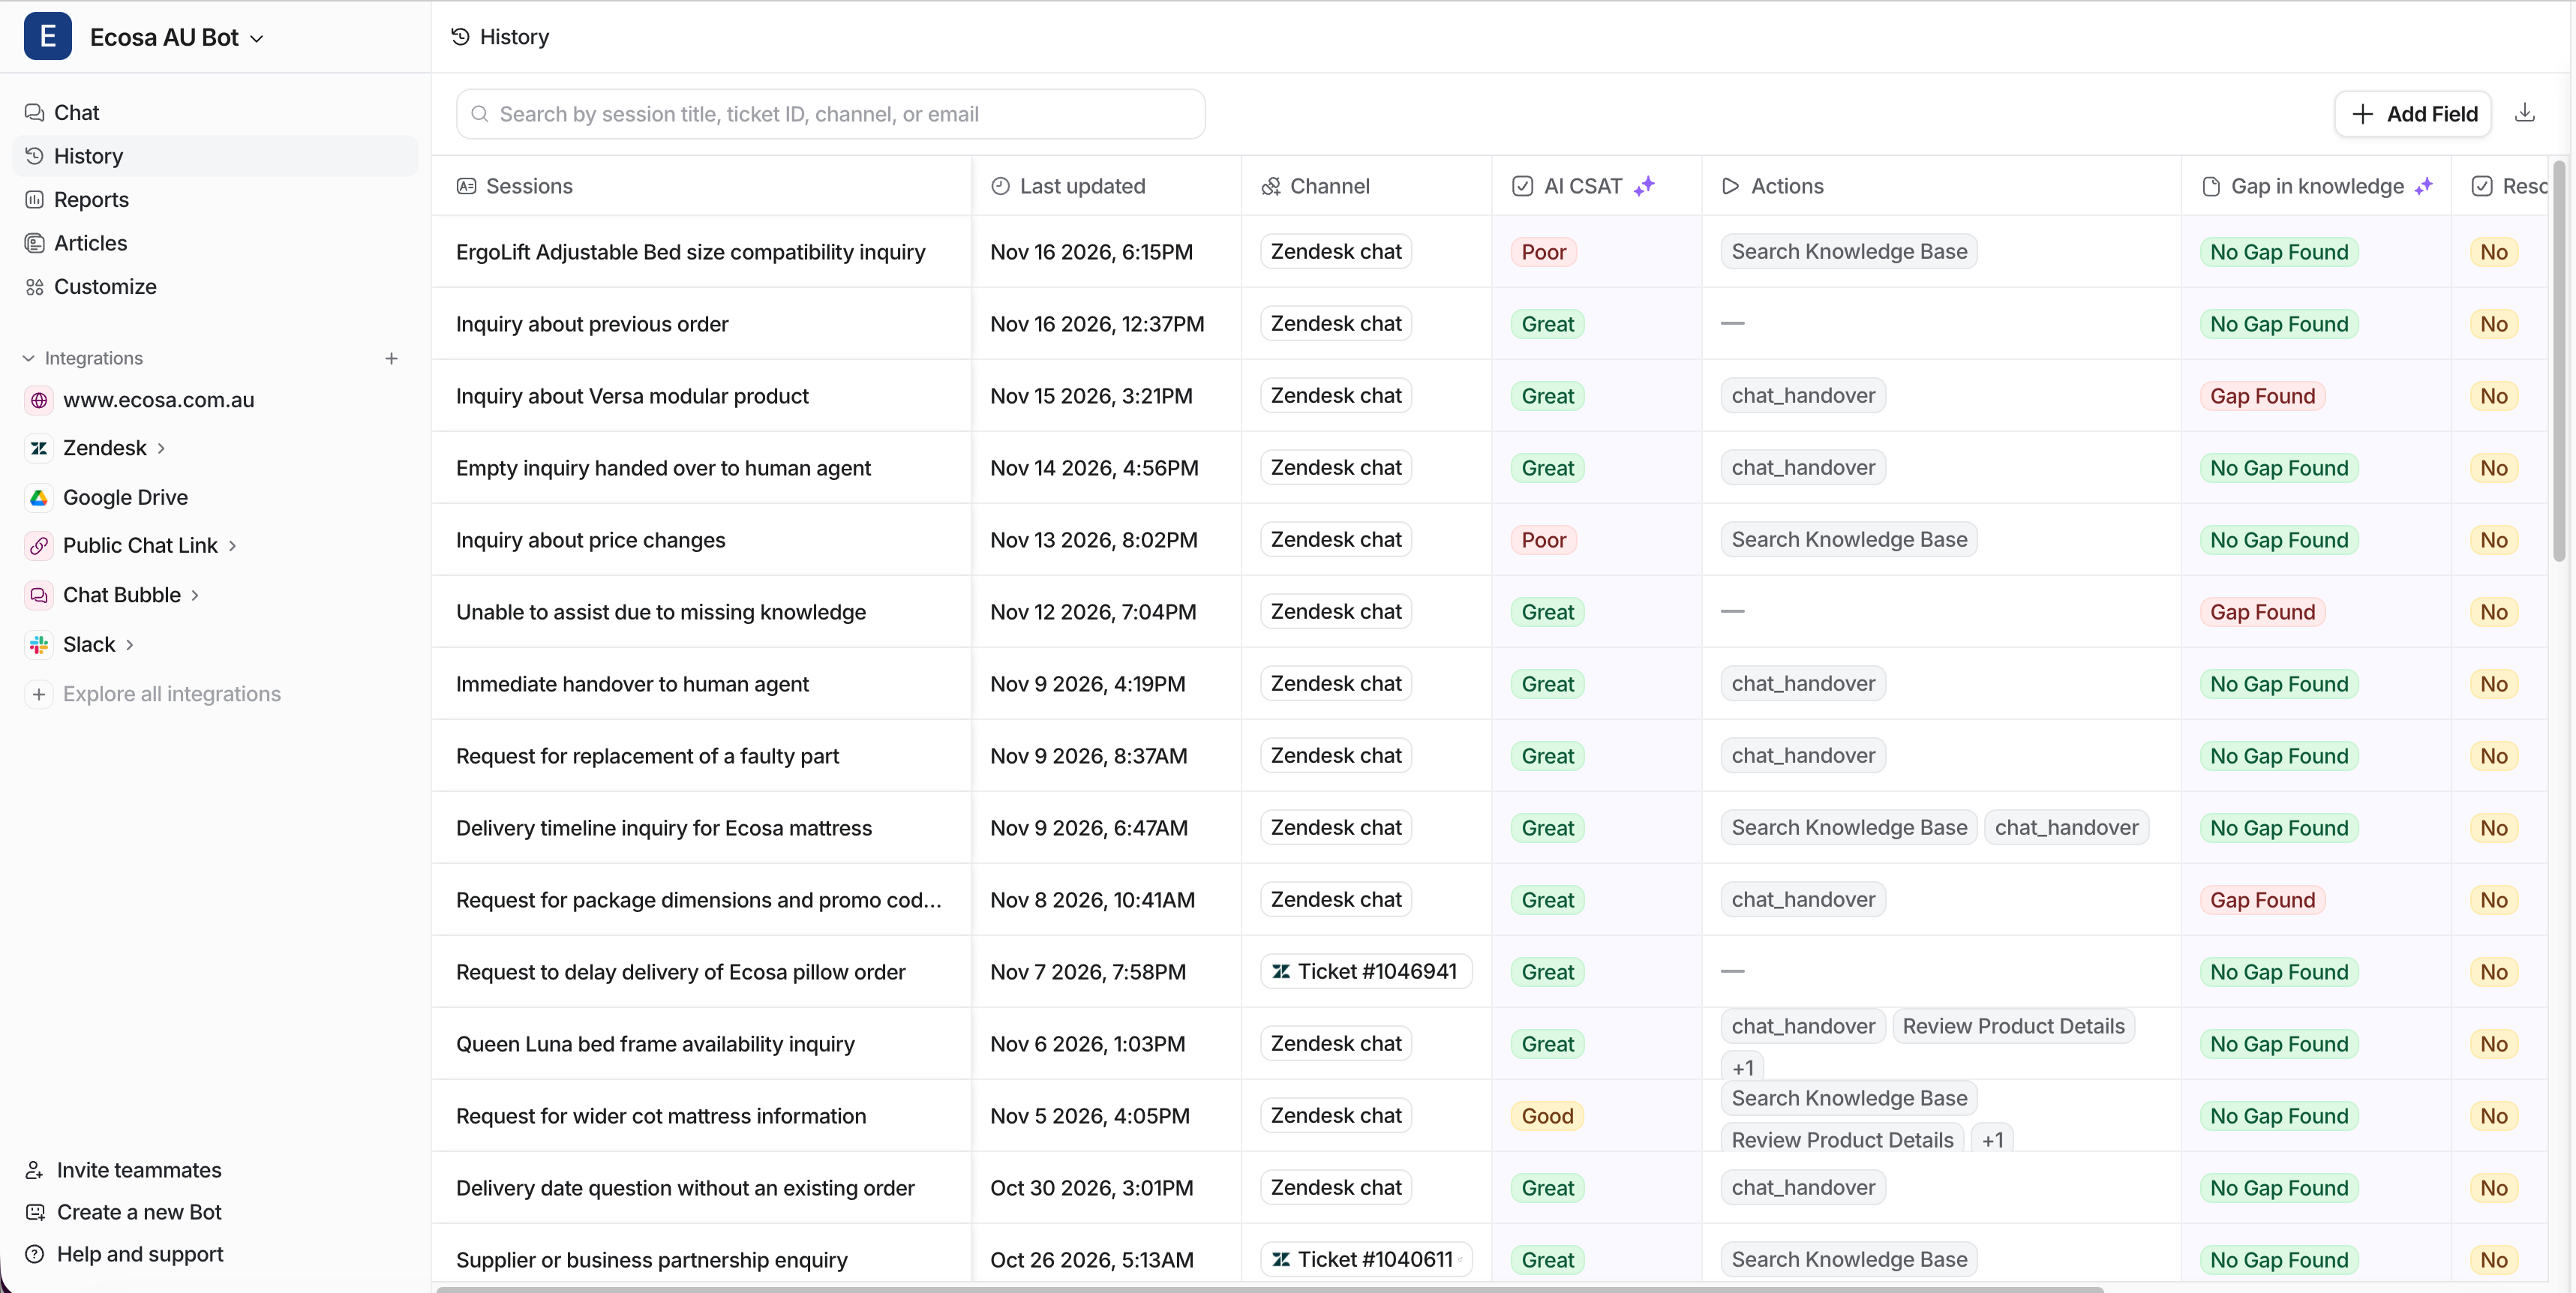 E Ecosa AU Bot
Chat
History
Reports
Articles
Customize
Integrations
www.ecosa.com.au
Zendesk
Google Drive
Public Chat Link
Chat Bubble
Slack
Explore all integrations
Invite teammates
Create a new Bot
Help and support
History
Search by session title, ticket ID, channel, or email
Add Field
Sessions Last updated Channel AI CSAT Actions Gap in knowledge Reso
ErgoLift Adjustable Bed size compatibility inquiry Nov 16 2026, 6:15PM Zendesk chat Poor Search Knowledge Base No Gap Found No
Inquiry about previous order Nov 16 2026, 12:37PM Zendesk chat Great — No Gap Found No
Inquiry about Versa modular product Nov 15 2026, 3:21PM Zendesk chat Great chat_handover Gap Found No
Empty inquiry handed over to human agent Nov 14 2026, 4:56PM Zendesk chat Great chat_handover No Gap Found No
Inquiry about price changes Nov 13 2026, 8:02PM Zendesk chat Poor Search Knowledge Base No Gap Found No
Unable to assist due to missing knowledge Nov 12 2026, 7:04PM Zendesk chat Great — Gap Found No
Immediate handover to human agent Nov 9 2026, 4:19PM Zendesk chat Great chat_handover No Gap Found No
Request for replacement of a faulty part Nov 9 2026, 8:37AM Zendesk chat Great chat_handover No Gap Found No
Delivery timeline inquiry for Ecosa mattress Nov 9 2026, 6:47AM Zendesk chat Great Search Knowledge Base chat_handover No Gap Found No
Request for package dimensions and promo cod... Nov 8 2026, 10:41AM Zendesk chat Great chat_handover Gap Found No
Request to delay delivery of Ecosa pillow order Nov 7 2026, 7:58PM Ticket #1046941 Great — No Gap Found No
Queen Luna bed frame availability inquiry Nov 6 2026, 1:03PM Zendesk chat Great chat_handover Review Product Details +1 No Gap Found No
Request for wider cot mattress information Nov 5 2026, 4:05PM Zendesk chat Good Search Knowledge Base Review Product Details +1 No Gap Found No
Delivery date question without an existing order Oct 30 2026, 3:01PM Zendesk chat Great chat_handover No Gap Found No
Supplier or business partnership enquiry Oct 26 2026, 5:13AM Ticket #1040611 Great Search Knowledge Base No Gap Found No